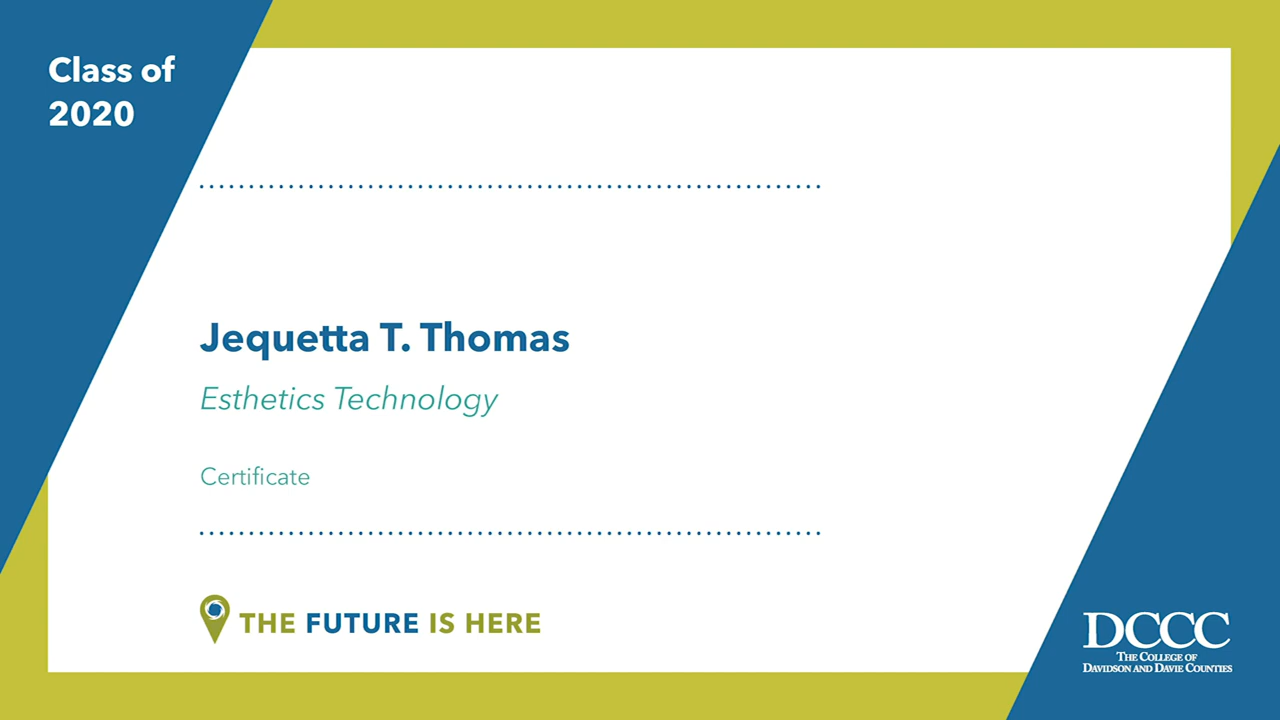 Class of
2020
Jequetta T. Thomas
Esthetics Technology
Certificate
THE FUTURE IS HERE
DCCC
THE COLLEGE OF
DAVIDSON AND DAVIE COUNTIES